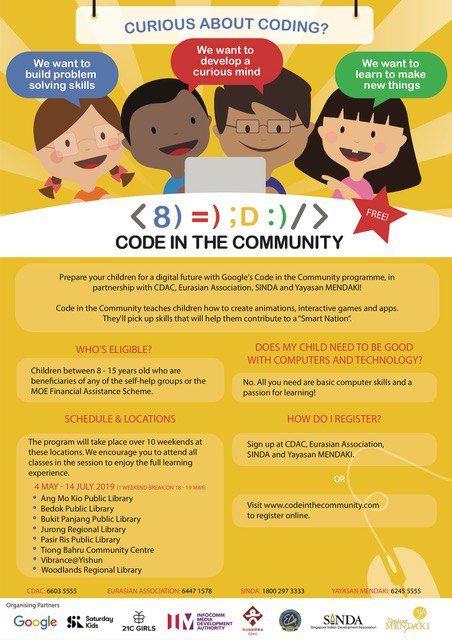 CURIOUS ABOUT CODING?
We want to
build problem
solving skills
We want to
develop a
curious mind
We want to
learn to make
new things
<8) =) ;D :)/>
FREE!
CODE IN THE COMMUNITY
Prepare your children for a digital future with Google's Code in the Community programme, in
partnership with CDAC, Eurasian Association, SINDA and Yayasan MENDAKI!
Code in the Community teaches children how to create animations, interactive games and apps.
They'll pick up skills that will help them contribute to a "Smart Nation".
WHO'S ELIGIBLE?
Children between 8 - 15 years old who are
beneficiaries of any of the self-help groups or the
MOE Financial Assistance Scheme.
DOES MY CHILD NEED TO BE GOOD
WITH COMPUTERS AND TECHNOLOGY?
No. All you need are basic computer skills and a
passion for learning!
SCHEDULE & LOCATIONS
The program will take place over 10 weekends at
these locations. We encourage you to attend all
classes in the session to enjoy the full learning
experience.
4 MAY - 14 JULY 2019 (1 WEEKEND BREAK ON 18 - 19 MAY)
• Ang Mo Kio Public Library
• Bedok Public Library
• Bukit Panjang Public Library
• Jurong Regional Library
• Pasir Ris Public Library
• Tiong Bahru Community Centre
• Vibrance@Yishun
• Woodlands Regional Library
HOW DO I REGISTER?
Sign up at CDAC, Eurasian Association,
SINDA and Yayasan MENDAKI.
OR
Visit www.codeinthecommunity.com
to register online.
CDAC: 6603 5555 EURASIAN ASSOCIATION: 6447 1578 SINDA: 1800 297 3333 YAYASAN MENDAKI: 6245 5555
Organising Partners
Google
Saturday
Kids
21C GIRLS
INFOCOMM
MEDIA
DEVELOPMENT
AUTHORITY
CDAC
SINDA
Singapore Indian Development Association
Yayasan
MENDAKI